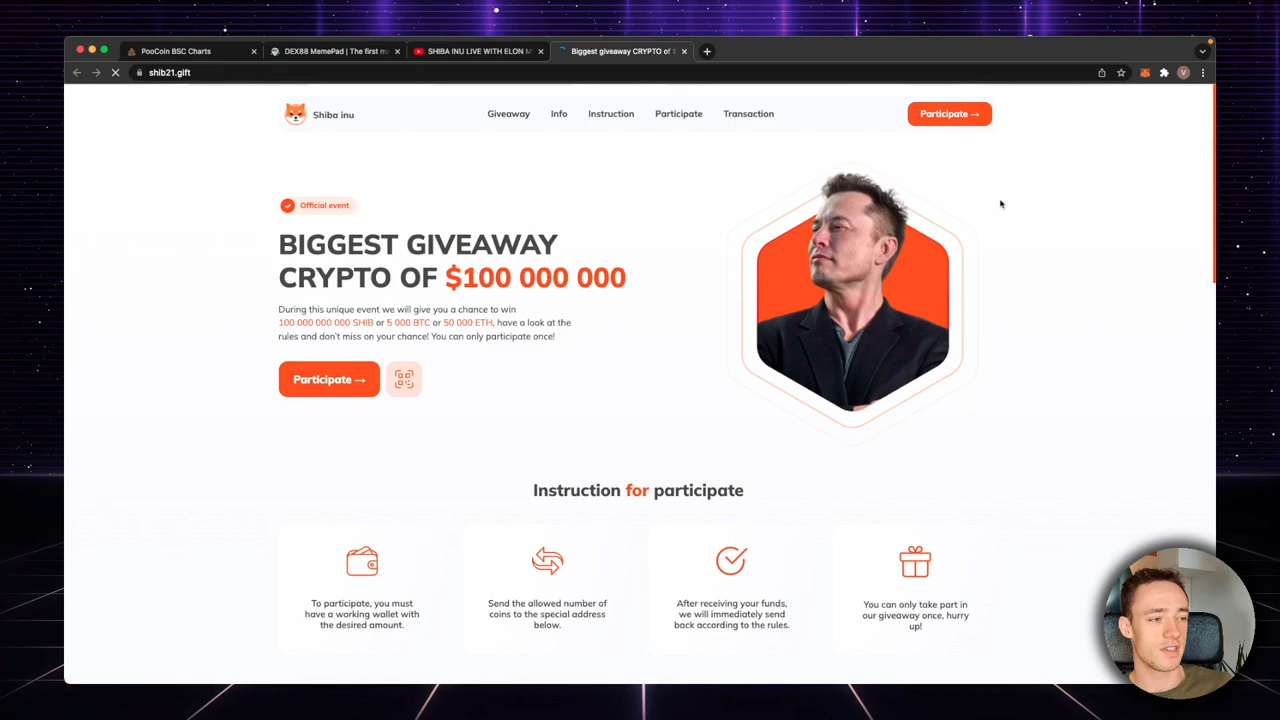 PooCoin BSC Charts
DEX88 MemePad | The first m
SHIBA INU LIVE WITH ELON M
Biggest giveaway CRYPTO of $
shib21.gift
V
Shiba inu
Giveaway
Info
Instruction
Participate
Transaction
Participate →
Official event
BIGGEST GIVEAWAY
CRYPTO OF $100 000 000
During this unique event we will give you a chance to win
100 000 000 000 SHIB or 5 000 BTC or 50 000 ETH, have a look at the
rules and don't miss on your chance! You can only participate once!
Participate →
Instruction for participate
To participate, you must
have a working wallet with
the desired amount.
Send the allowed number of
coins to the special address
below.
After receiving your funds,
we will immediately send
back according to the rules.
You can only take part in
our giveaway once, hurry
up!